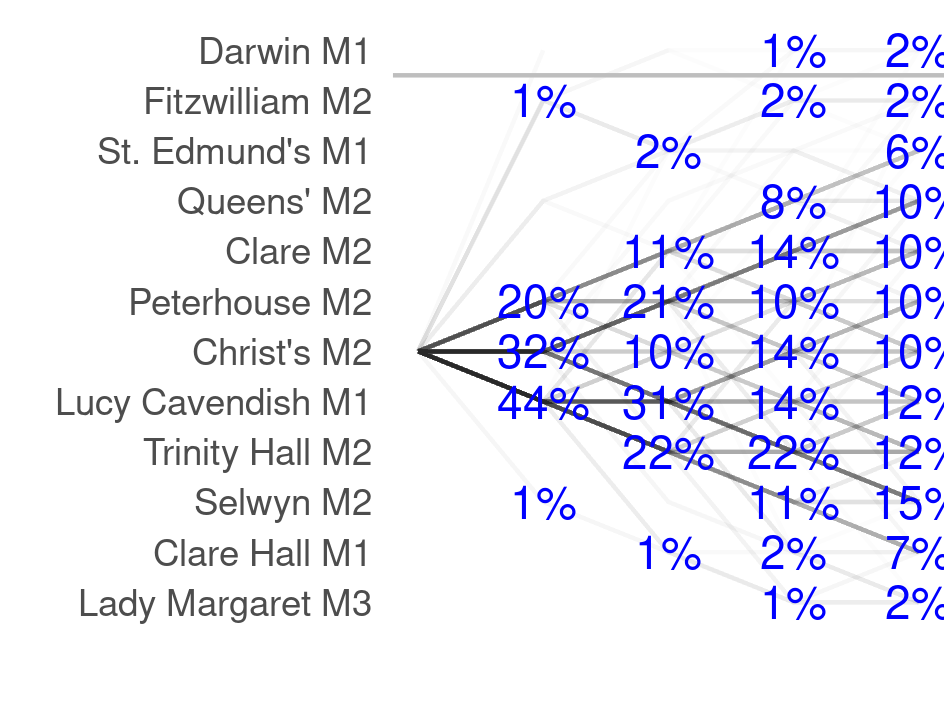 Darwin M1 1% 2%
Fitzwilliam M2 1% 2% 2%
St. Edmund's M1 2% 6%
Queens' M2 8% 10%
Clare M2 11% 14% 10%
Peterhouse M2 20% 21% 10% 10%
Christ's M2 32% 10% 14% 10%
Lucy Cavendish M1 44% 31% 14% 12%
Trinity Hall M2 22% 22% 12%
Selwyn M2 1% 11% 15%
Clare Hall M1 1% 2% 7%
Lady Margaret M3 1% 2%